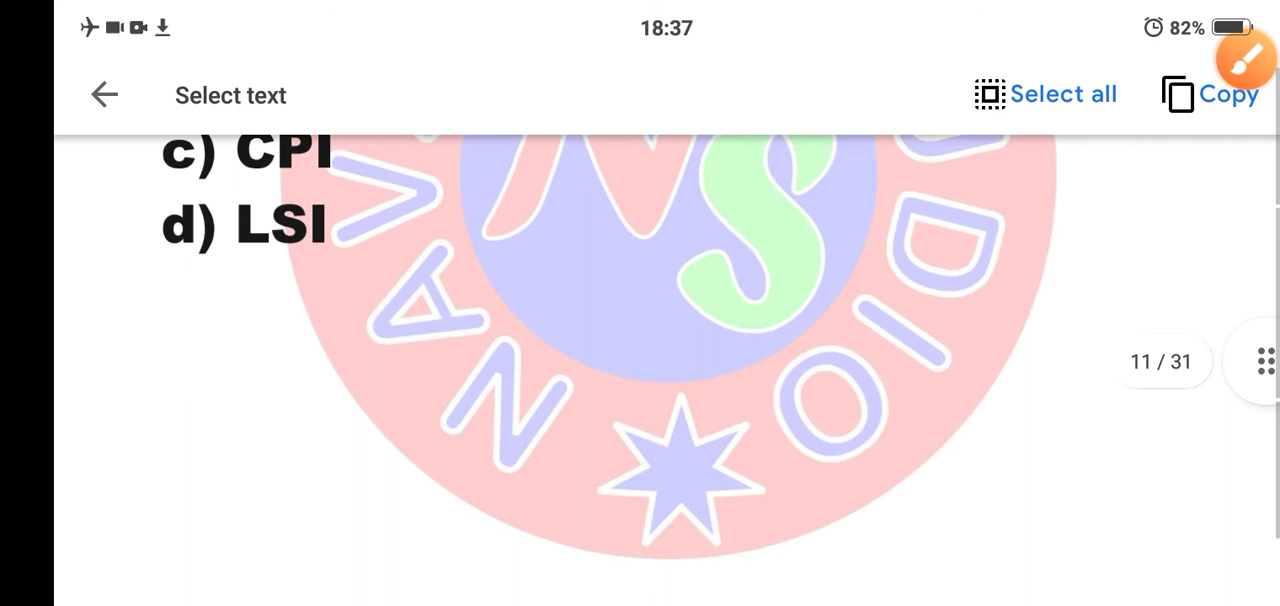 18:37
82%
Select text
Select all
Copy
c) CPI
d) LSI
11 / 31